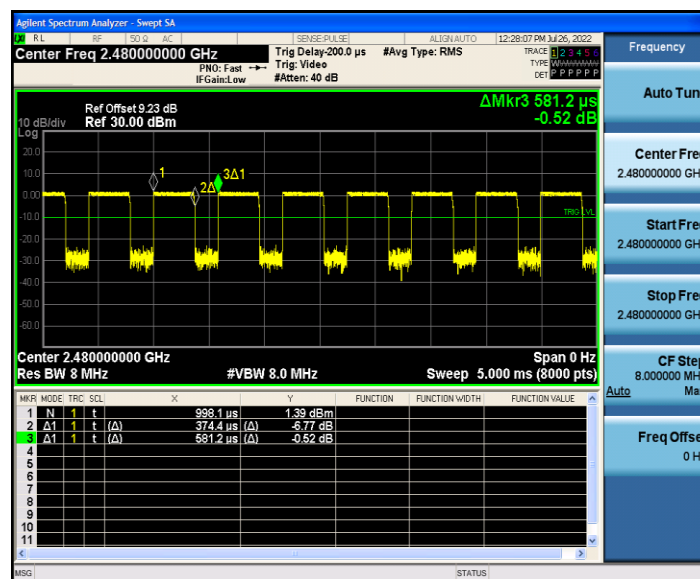 Agilent Spectrum Analyzer - Swept SA
RL RF 50 Ω AC SENSE:PULSE ALIGN AUTO 12:28:07 PM Jul 26, 2022
Center Freq 2.480000000 GHz
PNO: Fast
IFGain:Low
Trig Delay-200.0 µs
Trig: Video
#Atten: 40 dB
#Avg Type: RMS
TRACE 1 2 3 4 5 6
TYPE W
DET P P P P P P
ΔMkr3 581.2 µs
-0.52 dB
Ref Offset 9.23 dB
10 dB/div Ref 30.00 dBm
Log
20.0
10.0
0.00
-10.0
-20.0
-30.0
-40.0
-50.0
-60.0
1
2Δ
3Δ1
TRIG LVL
Center 2.480000000 GHz Span 0 Hz
Res BW 8 MHz #VBW 8.0 MHz Sweep 5.000 ms (8000 pts)
MKR MODE TRC SCL X Y FUNCTION FUNCTION WIDTH FUNCTION VALUE
1 N 1 t 998.1 µs 1.39 dBm
2 Δ1 1 t (Δ) 374.4 µs (Δ) -6.77 dB
3 Δ1 1 t (Δ) 581.2 µs (Δ) -0.52 dB
4
5
6
7
8
9
10
11
MSG STATUS
Frequency
Auto Tun
Center Fre
2.480000000 GH
Start Fre
2.480000000 GH
Stop Fre
2.480000000 GH
CF Step
8.000000 MH
Auto Ma
Freq Offse
0 H